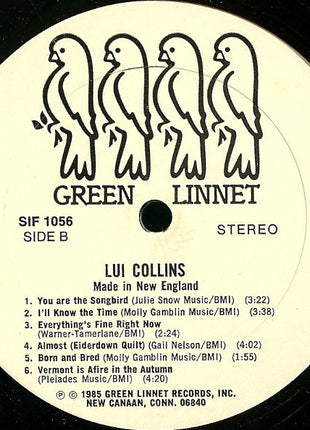 GREEN LINNET
SIF 1056
SIDE B
STEREO
LUI COLLINS
Made in New England
1. You are the Songbird (Julie Snow Music/BMI) (3:22)
2. I'll Know the Time (Molly Gamblin Music/BMI) (3:38)
3. Everything's Fine Right Now
(Warner-Tamerlane/BMI) (2:24)
4. Almost (Eiderdown Quilt) (Gail Nelson/BMI) (4:02)
5. Born and Bred (Molly Gamblin Music/BMI) (1:55)
6. Vermont is Afire in the Autumn
(Pleiades Music/BMI) (4:20)
℗ © 1985 GREEN LINNET RECORDS, INC.
NEW CANAAN, CONN. 06840